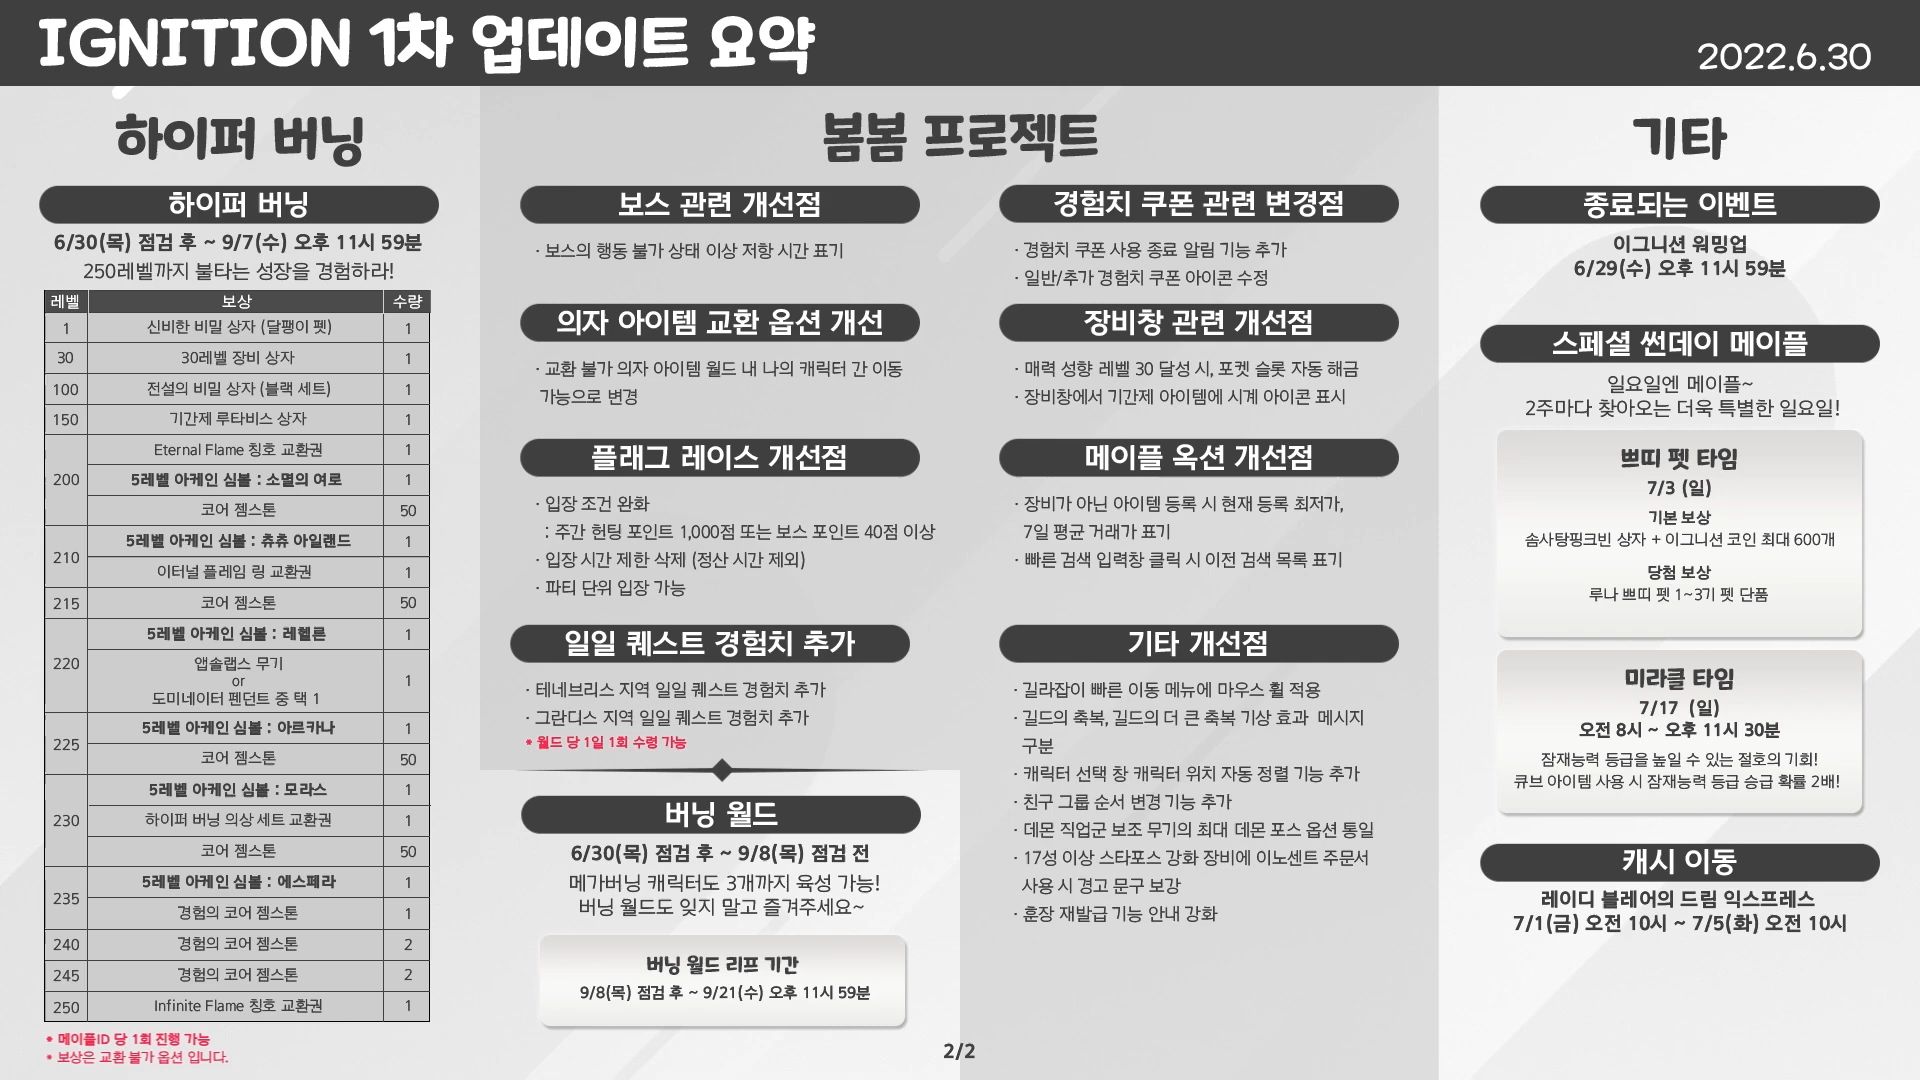 IGNITION 1차 업데이트 요약
2022.6.30
하이퍼 버닝
하이퍼 버닝
6/30(목) 점검 후 ~ 9/7(수) 오후 11시 59분
250레벨까지 불타는 성장을 경험하라!
레벨 보상 수량
1 신비한 비밀 상자 (달팽이 펫) 1
30 30레벨 장비 상자 1
100 전설의 비밀 상자 (블랙 세트) 1
150 기간제 루타비스 상자 1
200 Eternal Flame 칭호 교환권 1
5레벨 아케인 심볼 : 소멸의 여로 1
코어 젬스톤 50
210 5레벨 아케인 심볼 : 츄츄 아일랜드 1
이터널 플레임 링 교환권 1
215 코어 젬스톤 50
220 5레벨 아케인 심볼 : 레헬른 1
앱솔랩스 무기
or
도미네이터 펜던트 중 택 1 1
225 5레벨 아케인 심볼 : 아르카나 1
코어 젬스톤 50
230 5레벨 아케인 심볼 : 모라스 1
하이퍼 버닝 의상 세트 교환권 1
코어 젬스톤 50
235 5레벨 아케인 심볼 : 에스페라 1
경험의 코어 젬스톤 1
240 경험의 코어 젬스톤 2
245 경험의 코어 젬스톤 2
250 Infinite Flame 칭호 교환권 1
* 메이플ID 당 1회 진행 가능
* 보상은 교환 불가 옵션 입니다.
봄봄 프로젝트
보스 관련 개선점
· 보스의 행동 불가 상태 이상 저항 시간 표기
의자 아이템 교환 옵션 개선
· 교환 불가 의자 아이템 월드 내 나의 캐릭터 간 이동
가능으로 변경
플래그 레이스 개선점
· 입장 조건 완화
: 주간 헌팅 포인트 1,000점 또는 보스 포인트 40점 이상
· 입장 시간 제한 삭제 (정산 시간 제외)
· 파티 단위 입장 가능
일일 퀘스트 경험치 추가
· 테네브리스 지역 일일 퀘스트 경험치 추가
· 그란디스 지역 일일 퀘스트 경험치 추가
* 월드 당 1일 1회 수령 가능
버닝 월드
6/30(목) 점검 후 ~ 9/8(목) 점검 전
메가버닝 캐릭터도 3개까지 육성 가능!
버닝 월드도 잊지 말고 즐겨주세요~
버닝 월드 리프 기간
9/8(목) 점검 후 ~ 9/21(수) 오후 11시 59분
경험치 쿠폰 관련 변경점
· 경험치 쿠폰 사용 종료 알림 기능 추가
· 일반/추가 경험치 쿠폰 아이콘 수정
장비창 관련 개선점
· 매력 성향 레벨 30 달성 시, 포켓 슬롯 자동 해금
· 장비창에서 기간제 아이템에 시계 아이콘 표시
메이플 옥션 개선점
· 장비가 아닌 아이템 등록 시 현재 등록 최저가,
7일 평균 거래가 표기
· 빠른 검색 입력창 클릭 시 이전 검색 목록 표기
기타 개선점
· 길라잡이 빠른 이동 메뉴에 마우스 휠 적용
· 길드의 축복, 길드의 더 큰 축복 기상 효과 메시지
구분
· 캐릭터 선택 창 캐릭터 위치 자동 정렬 기능 추가
· 친구 그룹 순서 변경 기능 추가
· 데몬 직업군 보조 무기의 최대 데몬 포스 옵션 통일
· 17성 이상 스타포스 강화 장비에 이노센트 주문서
사용 시 경고 문구 보강
· 훈장 재발급 기능 안내 강화
기타
종료되는 이벤트
이그니션 워밍업
6/29(수) 오후 11시 59분
스페셜 썬데이 메이플
일요일엔 메이플~
2주마다 찾아오는 더욱 특별한 일요일!
쁘띠 펫 타임
7/3 (일)
기본 보상
솜사탕핑크빈 상자 + 이그니션 코인 최대 600개
당첨 보상
루나 쁘띠 펫 1~3기 펫 단품
미라클 타임
7/17 (일)
오전 8시 ~ 오후 11시 30분
잠재능력 등급을 높일 수 있는 절호의 기회!
큐브 아이템 사용 시 잠재능력 등급 승급 확률 2배!
캐시 이동
레이디 블레어의 드림 익스프레스
7/1(금) 오전 10시 ~ 7/5(화) 오전 10시
2/2